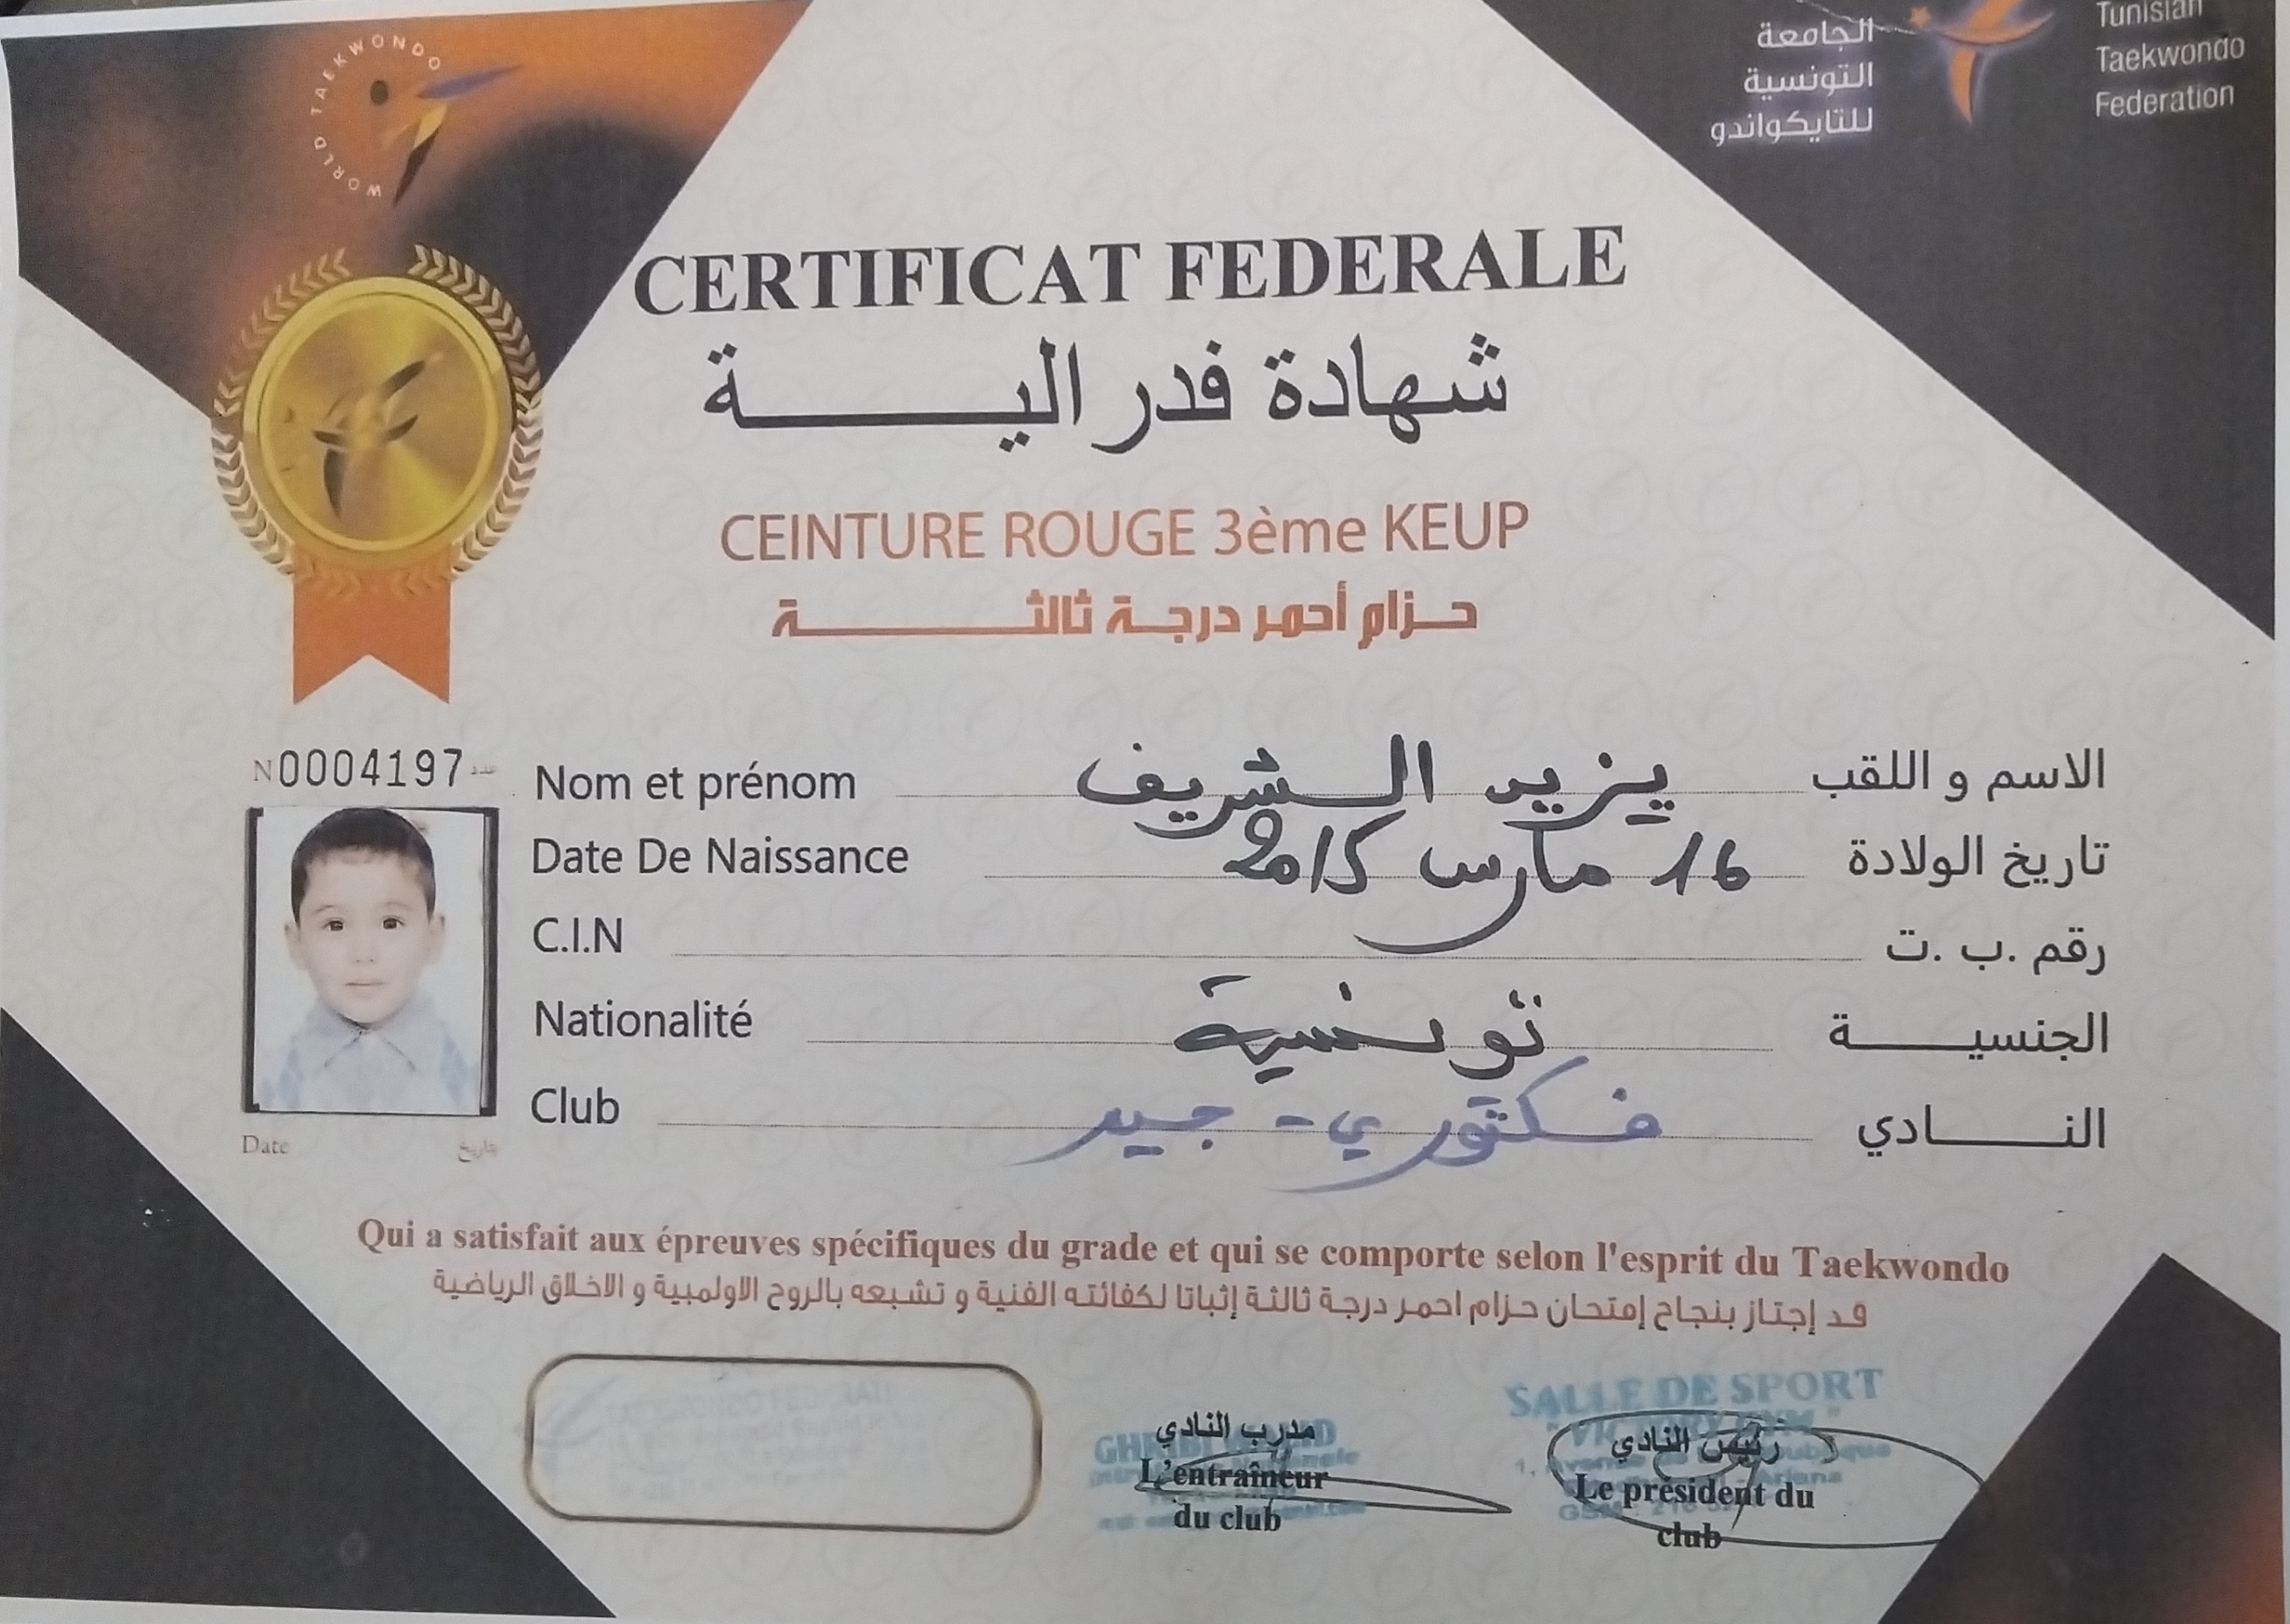 WORLD TAEKWONDO
الجامعة
التونسية
للتايكواندو
Tunisian
Taekwondo
Federation
CERTIFICAT FEDERALE
شهادة فدرالية
CEINTURE ROUGE 3ème KEUP
حزام أحمر درجة ثالثة
N0004197 عدد
Nom et prénom يزيد الشريف الاسم و اللقب
Date De Naissance 16 مارس 2015 تاريخ الولادة
C.I.N رقم .ب .ت
Nationalité تونسية الجنسية
Club فكتوري - جيم النادي
Date تاريخ
Qui a satisfait aux épreuves spécifiques du grade et qui se comporte selon l'esprit du Taekwondo
قد إجتاز بنجاح إمتحان حزام احمر درجة ثالثة إثباتا لكفائته الفنية و تشبعه بالروح الاولمبية و الاخلاق الرياضية
مدرب النادي
L'entraîneur
du club
SALLE DE SPORT
"VICTORY GYM"
رئيس النادي
Le président du
club